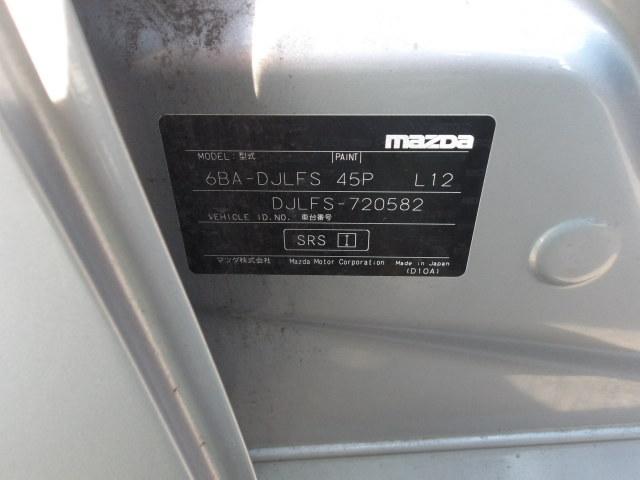 mazda
MODEL:型式 PAINT
6BA-DJLFS 45P L12
DJLFS-720582
VEHICLE ID.NO. 車台番号
SRS I
マツダ株式会社 Mazda Motor Corporation Made in Japan
(D10A)